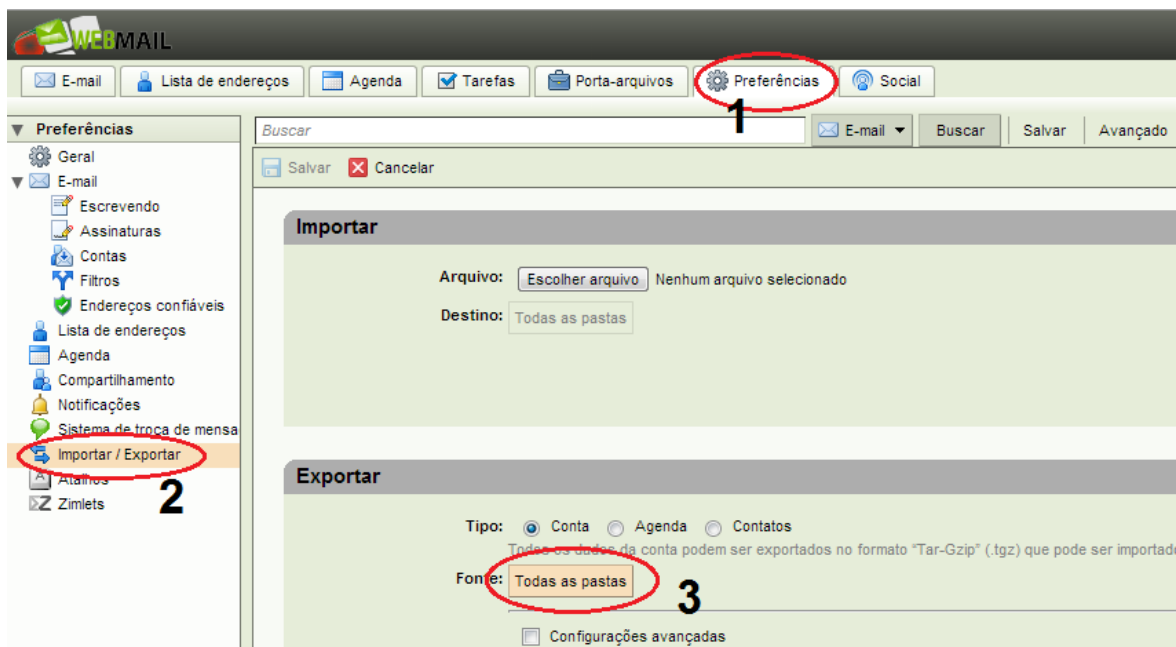 WEBMAIL
E-mail Lista de endereços Agenda Tarefas Porta-arquivos Preferências Social
1
Preferências
Buscar E-mail Buscar Salvar Avançado
Geral
Salvar Cancelar
E-mail
Escrevendo
Assinaturas
Contas
Filtros
Endereços confiáveis
Lista de endereços
Agenda
Compartilhamento
Notificações
Sistema de troca de mensa
Importar / Exportar
Atalhos
2
Zimlets
Importar
Arquivo: Escolher arquivo Nenhum arquivo selecionado
Destino: Todas as pastas
Exportar
Tipo: Conta Agenda Contatos
Todos os dados da conta podem ser exportados no formato “Tar-Gzip” (.tgz) que pode ser importado
Fonte: Todas as pastas
3
Configurações avançadas